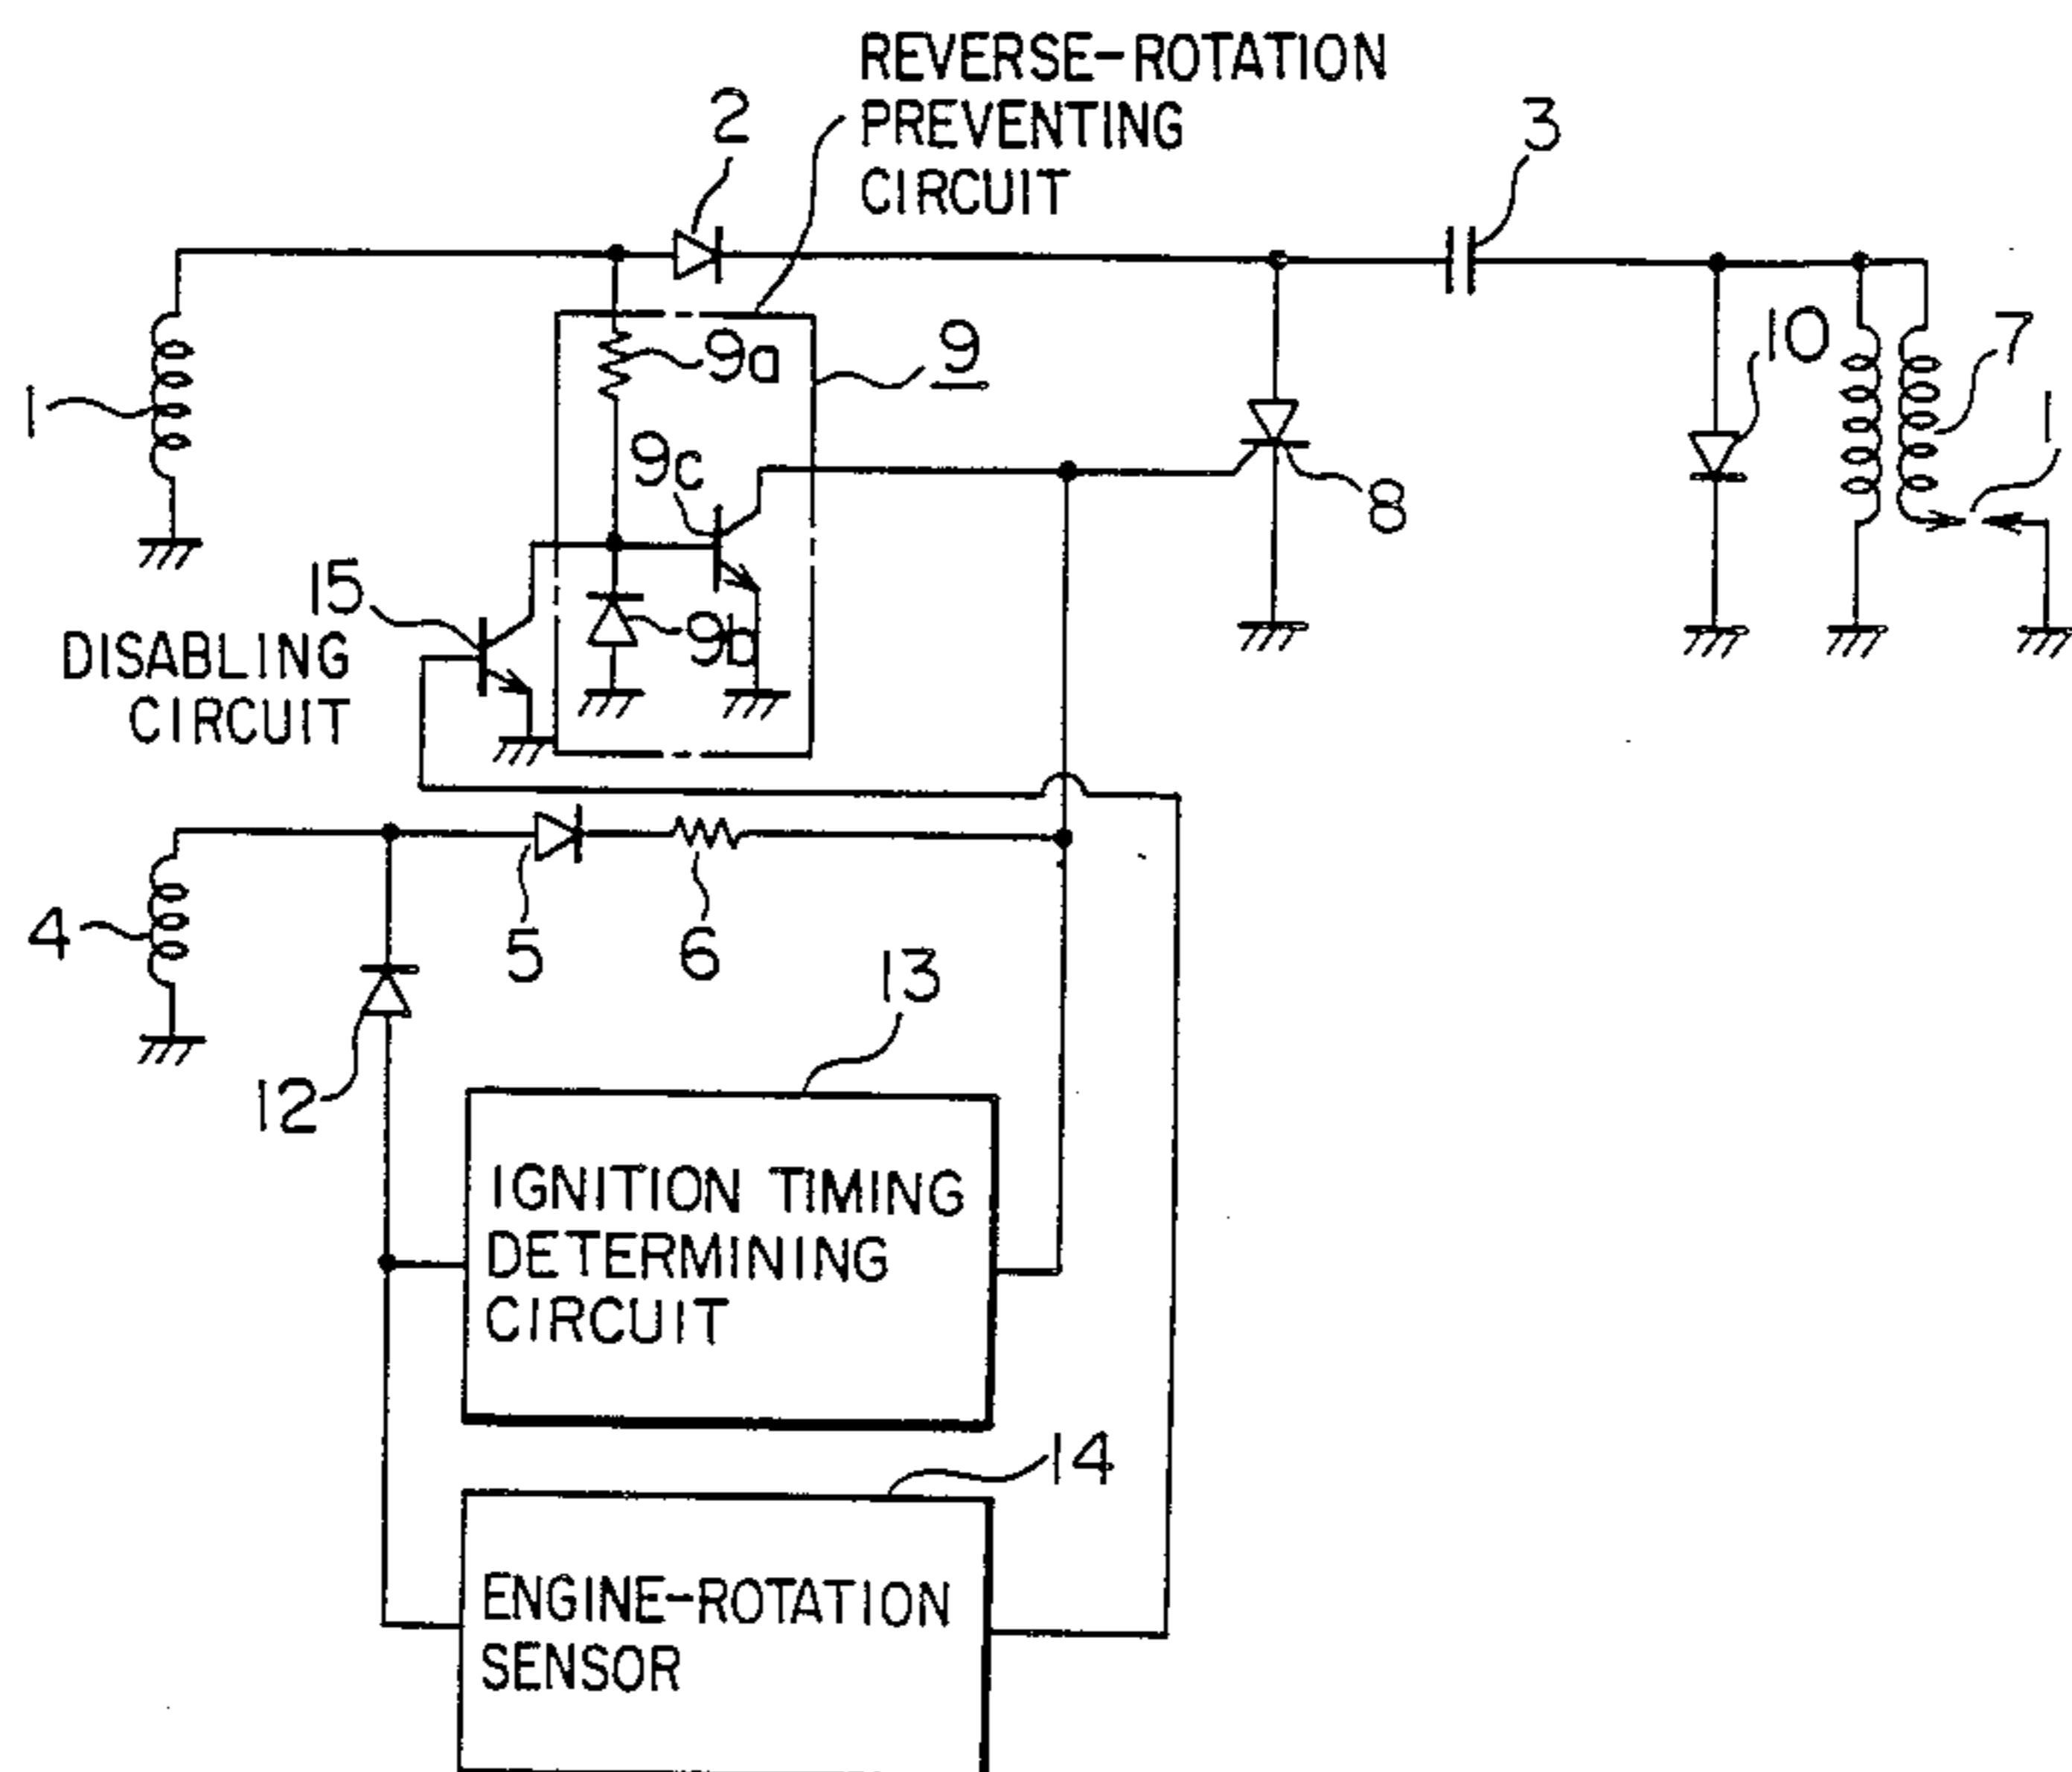 REVERSE-ROTATION
PREVENTING
CIRCUIT
2
3
1
9a
9
10
7
1
9c
8
15
DISABLING
CIRCUIT
9b
4
5
6
13
12
IGNITION TIMING
DETERMINING
CIRCUIT
14
ENGINE-ROTATION
SENSOR